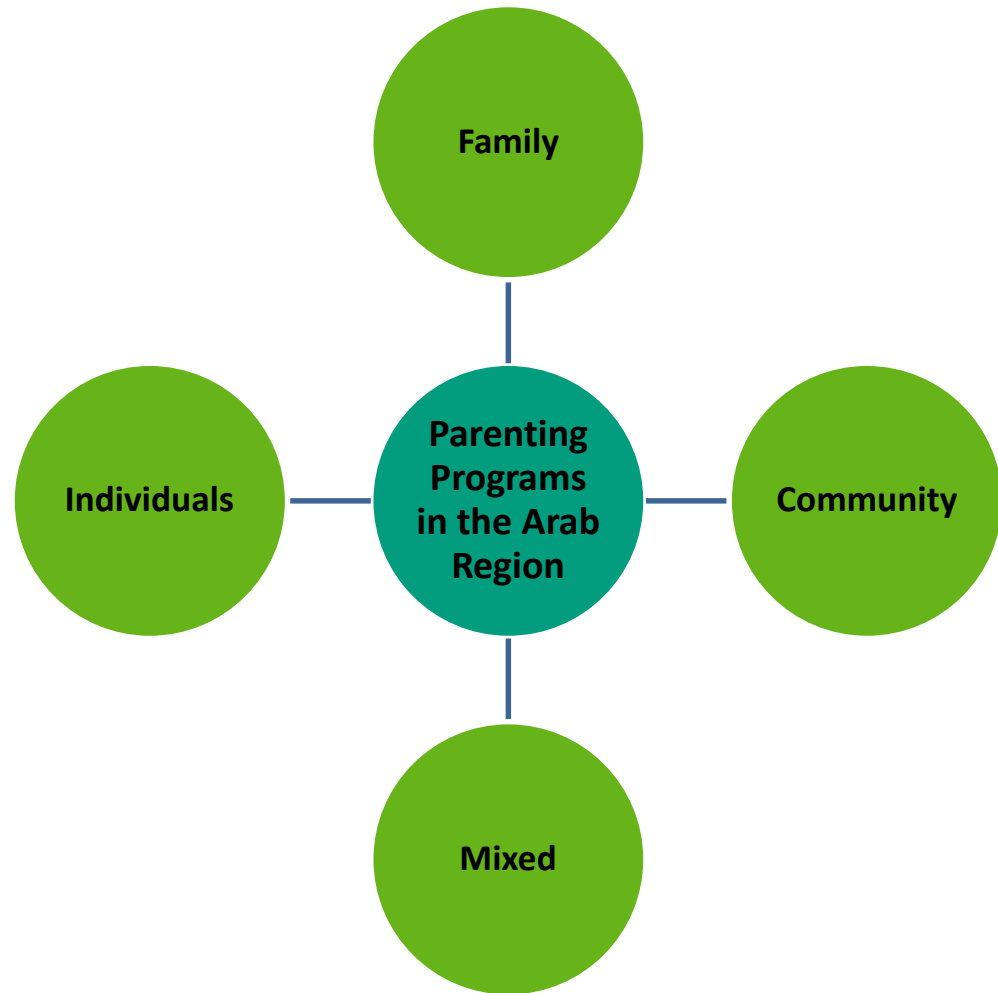 Family
Individuals
Parenting
Programs
in the Arab
Region
Community
Mixed